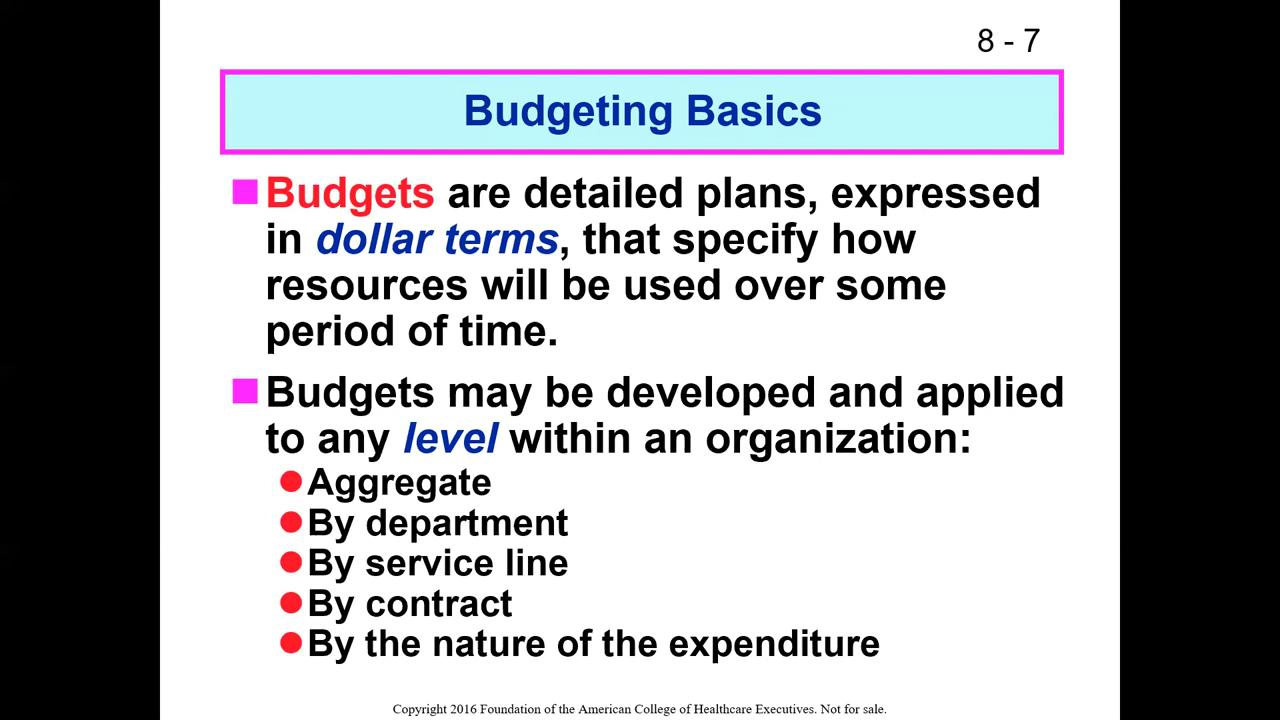 8 - 7
Budgeting Basics
Budgets are detailed plans, expressed
in dollar terms, that specify how
resources will be used over some
period of time.
Budgets may be developed and applied
to any level within an organization:
Aggregate
By department
By service line
By contract
By the nature of the expenditure
Copyright 2016 Foundation of the American College of Healthcare Executives. Not for sale.